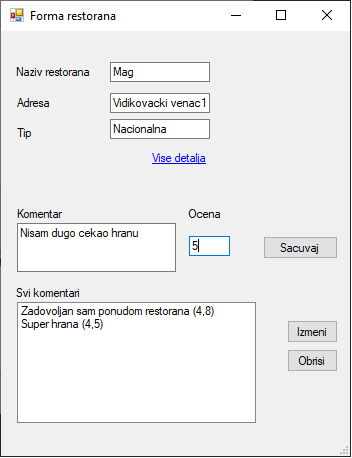 Forma restorana
Naziv restorana Mag
Adresa Vidikovacki venac1
Tip Nacionalna
Vise detalja
Komentar Ocena
Nisam dugo cekao hranu 5 Sacuvaj
Svi komentari
Zadovoljan sam ponudom restorana (4,8)
Super hrana (4,5)
Izmeni
Obrisi